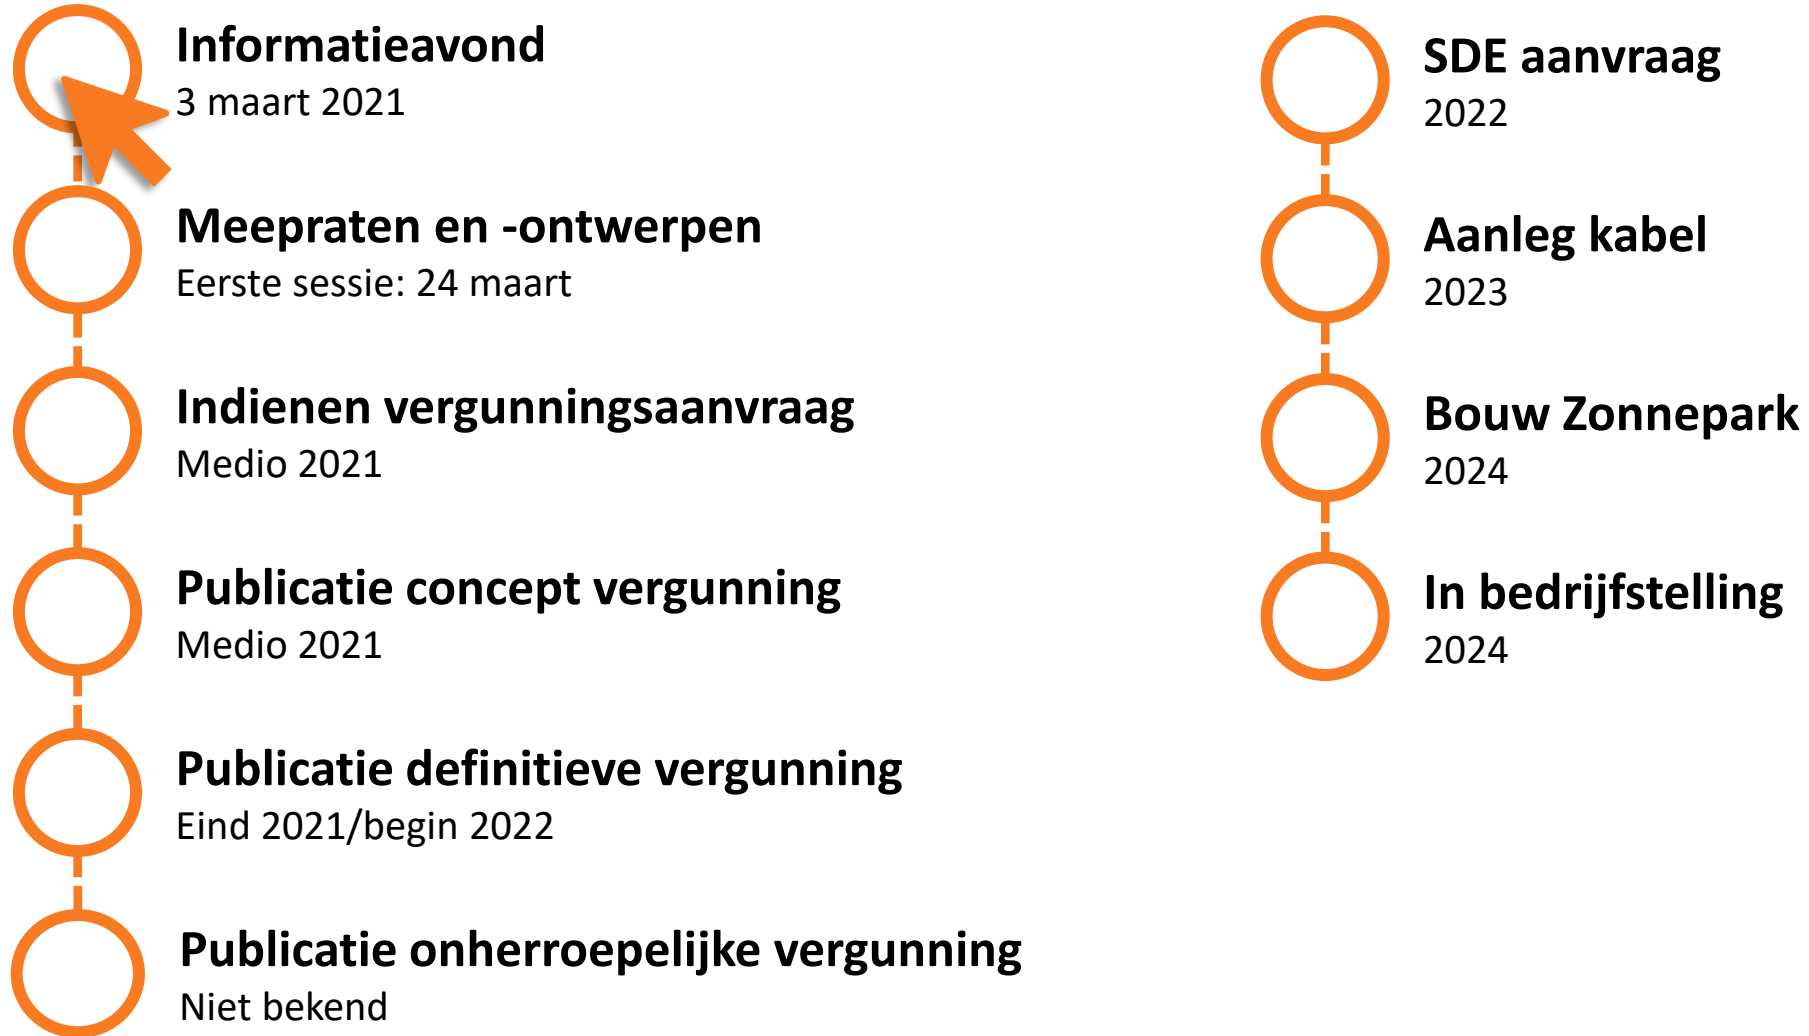 Informatieavond
3 maart 2021
Meepraten en -ontwerpen
Eerste sessie: 24 maart
Indienen vergunningsaanvraag
Medio 2021
Publicatie concept vergunning
Medio 2021
Publicatie definitieve vergunning
Eind 2021/begin 2022
Publicatie onherroepelijke vergunning
Niet bekend
SDE aanvraag
2022
Aanleg kabel
2023
Bouw Zonnepark
2024
In bedrijfstelling
2024